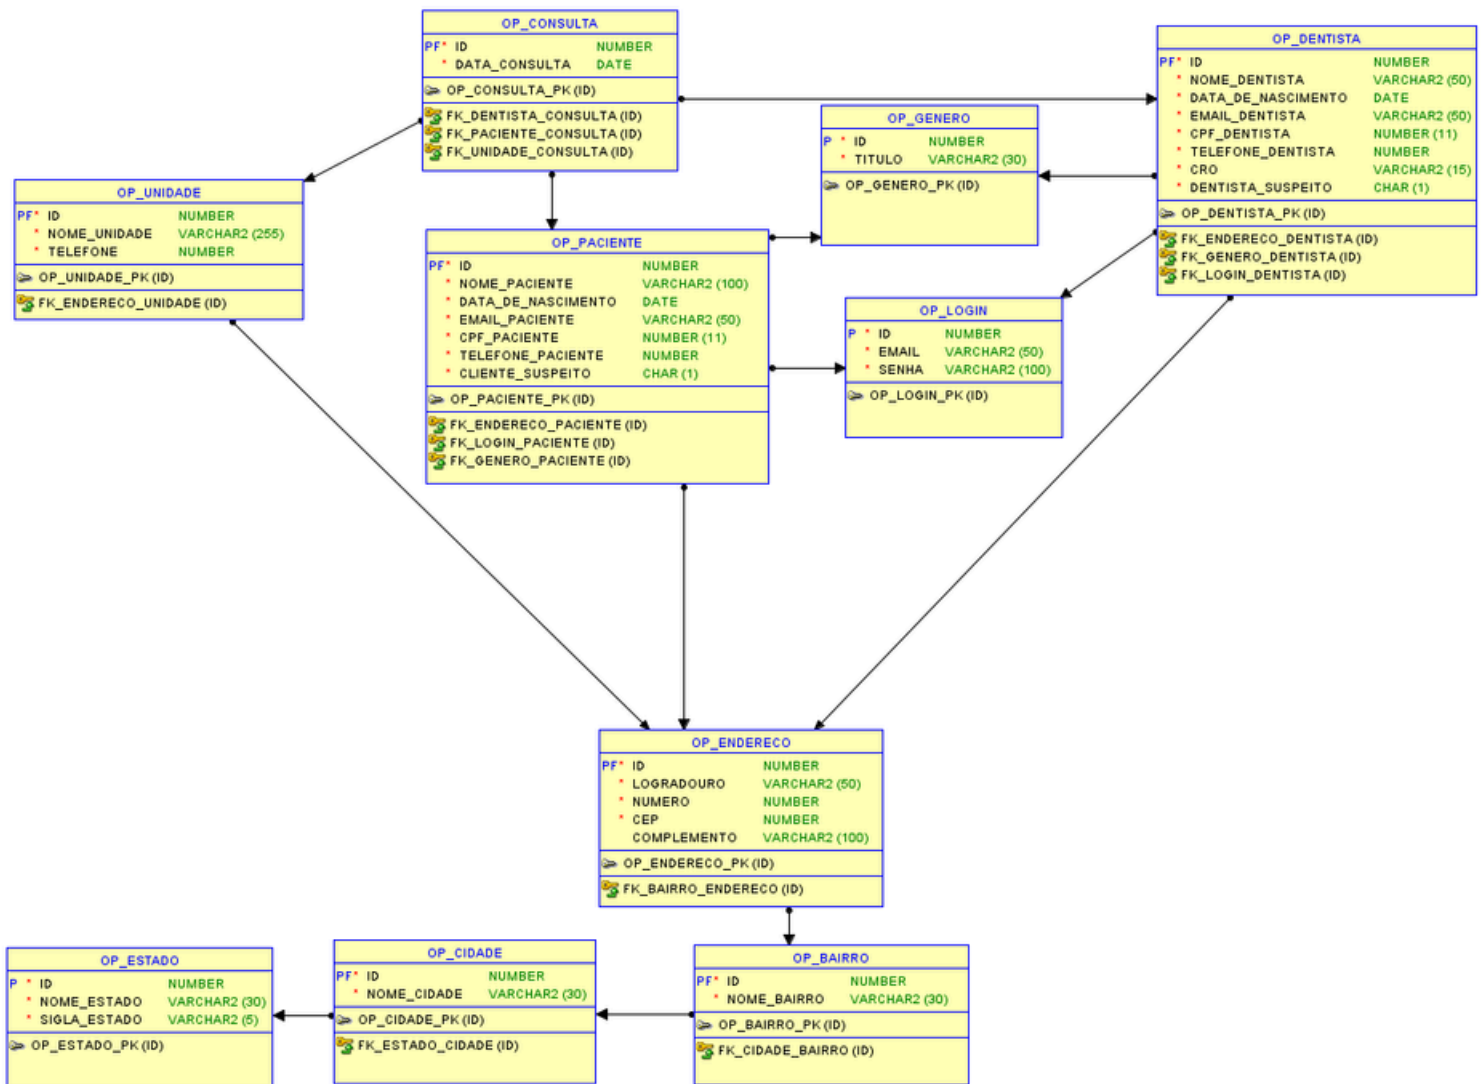 OP_CONSULTA
PF* ID NUMBER
* DATA_CONSULTA DATE
OP_CONSULTA_PK (ID)
FK_DENTISTA_CONSULTA (ID)
FK_PACIENTE_CONSULTA (ID)
FK_UNIDADE_CONSULTA (ID)
OP_DENTISTA
PF* ID NUMBER
* NOME_DENTISTA VARCHAR2 (50)
* DATA_DE_NASCIMENTO DATE
* EMAIL_DENTISTA VARCHAR2 (50)
* CPF_DENTISTA NUMBER (11)
* TELEFONE_DENTISTA NUMBER
* CRO VARCHAR2 (15)
* DENTISTA_SUSPEITO CHAR (1)
OP_DENTISTA_PK (ID)
FK_ENDERECO_DENTISTA (ID)
FK_GENERO_DENTISTA (ID)
FK_LOGIN_DENTISTA (ID)
OP_GENERO
P * ID NUMBER
* TITULO VARCHAR2 (30)
OP_GENERO_PK (ID)
OP_UNIDADE
PF* ID NUMBER
* NOME_UNIDADE VARCHAR2 (255)
* TELEFONE NUMBER
OP_UNIDADE_PK (ID)
FK_ENDERECO_UNIDADE (ID)
OP_PACIENTE
PF* ID NUMBER
* NOME_PACIENTE VARCHAR2 (100)
* DATA_DE_NASCIMENTO DATE
* EMAIL_PACIENTE VARCHAR2 (50)
* CPF_PACIENTE NUMBER (11)
* TELEFONE_PACIENTE NUMBER
* CLIENTE_SUSPEITO CHAR (1)
OP_PACIENTE_PK (ID)
FK_ENDERECO_PACIENTE (ID)
FK_LOGIN_PACIENTE (ID)
FK_GENERO_PACIENTE (ID)
OP_LOGIN
P * ID NUMBER
* EMAIL VARCHAR2 (50)
* SENHA VARCHAR2 (100)
OP_LOGIN_PK (ID)
OP_ENDERECO
PF* ID NUMBER
* LOGRADOURO VARCHAR2 (50)
* NUMERO NUMBER
* CEP NUMBER
COMPLEMENTO VARCHAR2 (100)
OP_ENDERECO_PK (ID)
FK_BAIRRO_ENDERECO (ID)
OP_ESTADO
P * ID NUMBER
* NOME_ESTADO VARCHAR2 (30)
* SIGLA_ESTADO VARCHAR2 (5)
OP_ESTADO_PK (ID)
OP_CIDADE
PF* ID NUMBER
* NOME_CIDADE VARCHAR2 (30)
OP_CIDADE_PK (ID)
FK_ESTADO_CIDADE (ID)
OP_BAIRRO
PF* ID NUMBER
* NOME_BAIRRO VARCHAR2 (30)
OP_BAIRRO_PK (ID)
FK_CIDADE_BAIRRO (ID)